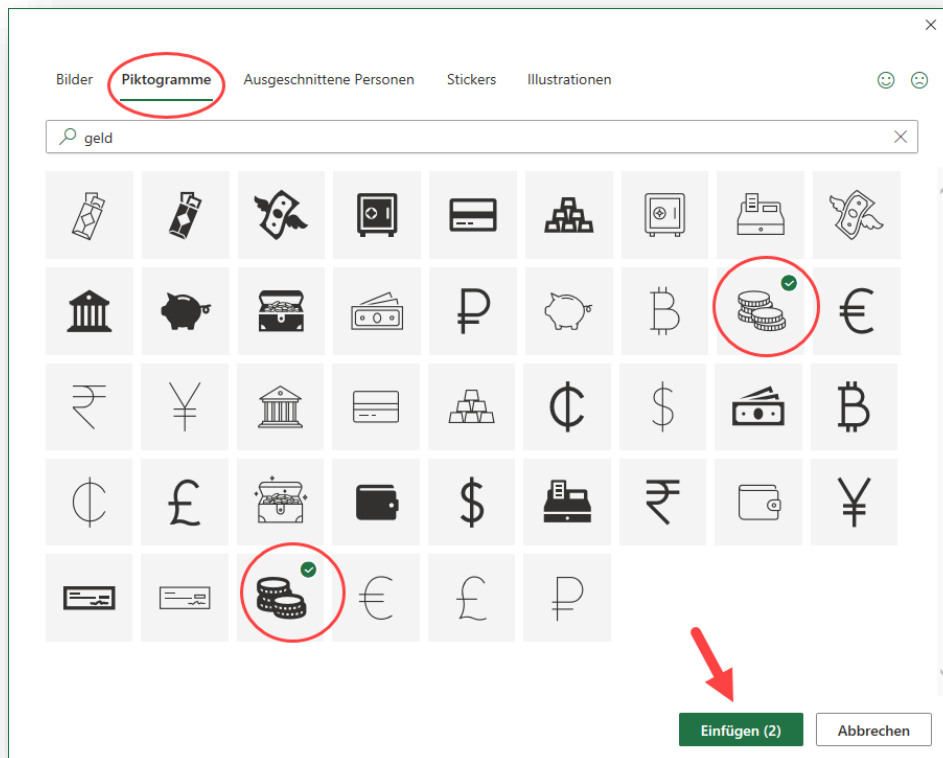 Bilder Piktogramme Ausgeschnittene Personen Stickers Illustrationen
geld
Einfügen (2) Abbrechen